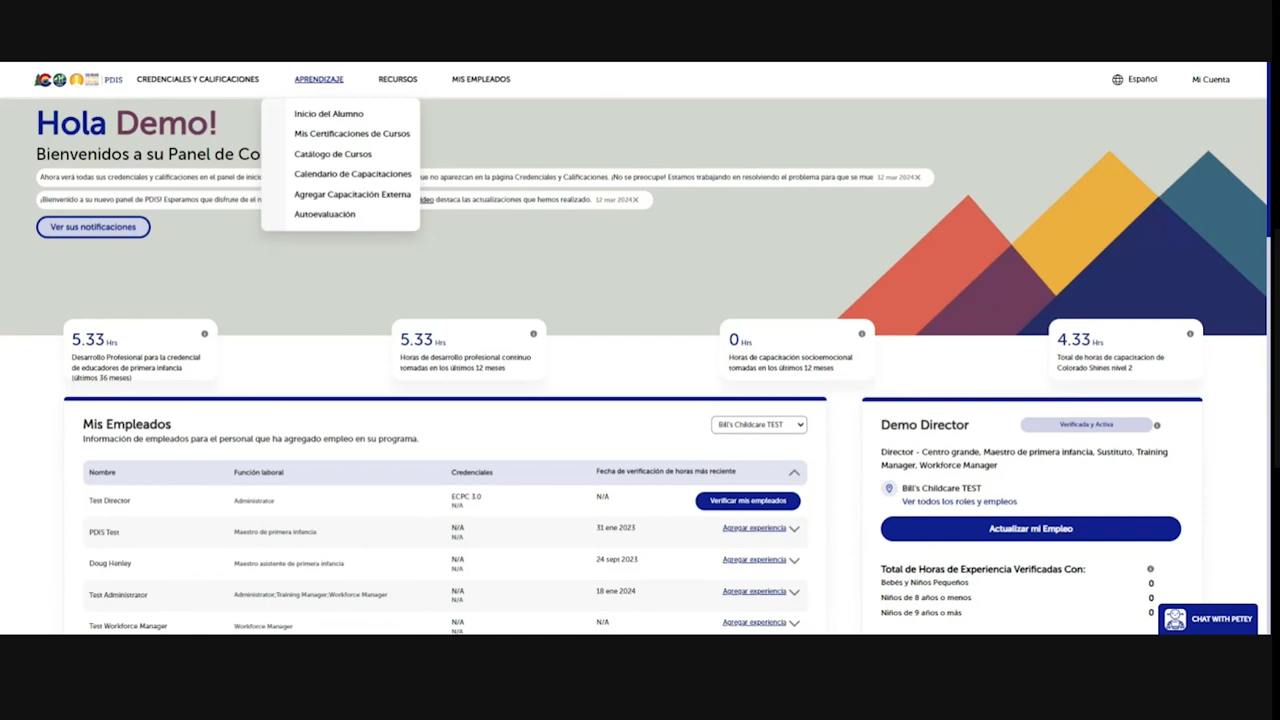 PDIS CREDENCIALES Y CALIFICACIONES APRENDIZAJE RECURSOS MIS EMPLEADOS Español Mi Cuenta
Hola Demo!
Bienvenidos a su Panel de Co
Inicio del Alumno
Mis Certificaciones de Cursos
Catálogo de Cursos
Calendario de Capacitaciones
Agregar Capacitación Externa
Autoevaluación
Ahora verá todas sus credenciales y calificaciones en el panel de inicio
que no aparezcan en la página Credenciales y Calificaciones. ¡No se preocupe! Estamos trabajando en resolviendo el problema para que se mue 12 mar 2024
¡Bienvenido a su nuevo panel de PDIS! Esperamos que disfrute de el n
ideo destaca las actualizaciones que hemos realizado. 12 mar 2024
Ver sus notificaciones
5.33 Hrs
Desarrollo Profesional para la credencial
de educadores de primera infancia
(últimos 36 meses)
5.33 Hrs
Horas de desarrollo profesional continuo
tomadas en los últimos 12 meses
0 Hrs
Horas de capacitación socioemocional
tomadas en los últimos 12 meses
4.33 Hrs
Total de horas de capacitacion de
Colorado Shines nivel 2
Mis Empleados
Información de empleados para el personal que ha agregado empleo en su programa.
Bill's Childcare TEST
Nombre Función laboral Credenciales Fecha de verificación de horas más reciente
Test Director Administrator ECPC 3.0 N/A Verificar mis empleados
N/A
PDIS Test Maestro de primera infancia N/A 31 ene 2023 Agregar experiencia
N/A
Doug Henley Maestro asistente de primera infancia N/A 24 sept 2023 Agregar experiencia
N/A
Test Administrator Administrator;Training Manager;Workforce Manager N/A 18 ene 2024 Agregar experiencia
N/A
Test Workforce Manager Workforce Manager N/A N/A Agregar experiencia
N/A
Demo Director Verificada y Activa
Director - Centro grande, Maestro de primera infancia, Sustituto, Training
Manager, Workforce Manager
Bill's Childcare TEST
Ver todos los roles y empleos
Actualizar mi Empleo
Total de Horas de Experiencia Verificadas Con:
Bebés y Niños Pequeños 0
Niños de 8 años o menos 0
Niños de 9 años o más 0
CHAT WITH PETEY